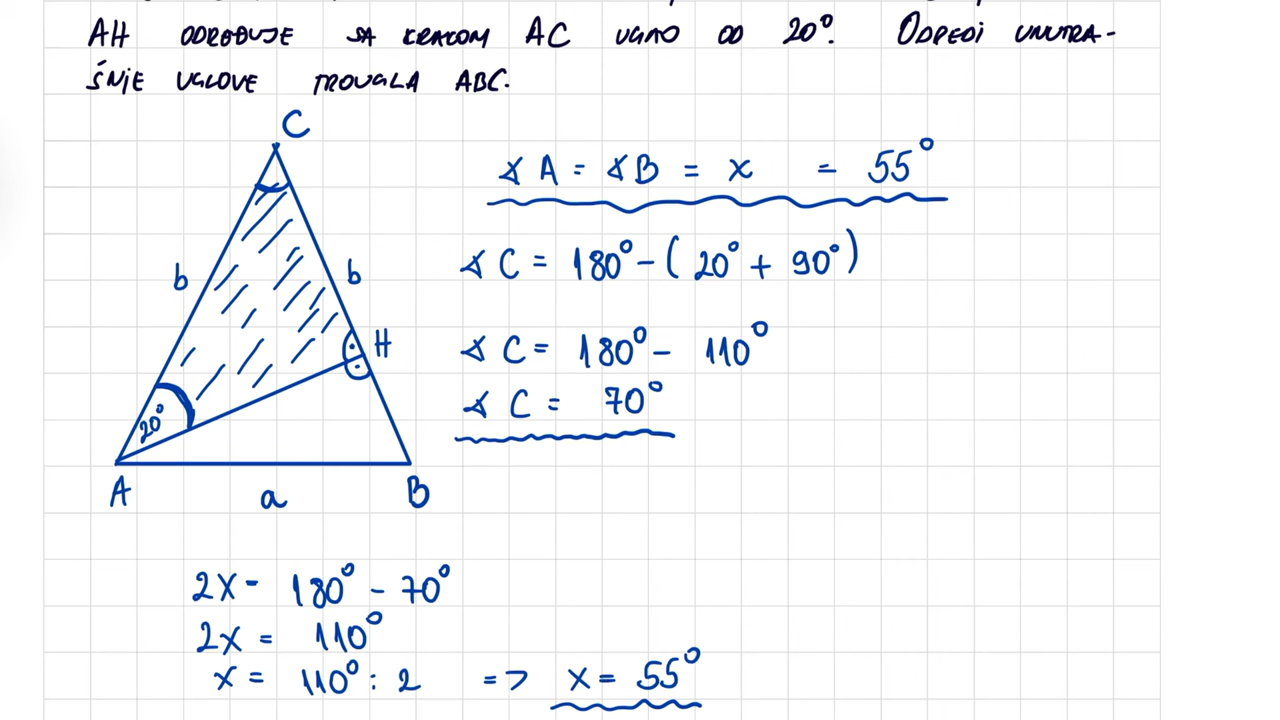 AH ODREĐUJE SA KRAKOM AC UGAO OD 20°. ODREDI UNUTRA-
ŠNJE UGLOVE TROUGLA ABC.
C
∢ A = ∢ B = x = 55°
b
b
∢ C = 180° - (20° + 90°)
H
∢ C = 180° - 110°
∢ C = 70°
20°
A
a
B
2x - 180° - 70°
2x = 110°
x = 110° : 2 => x = 55°